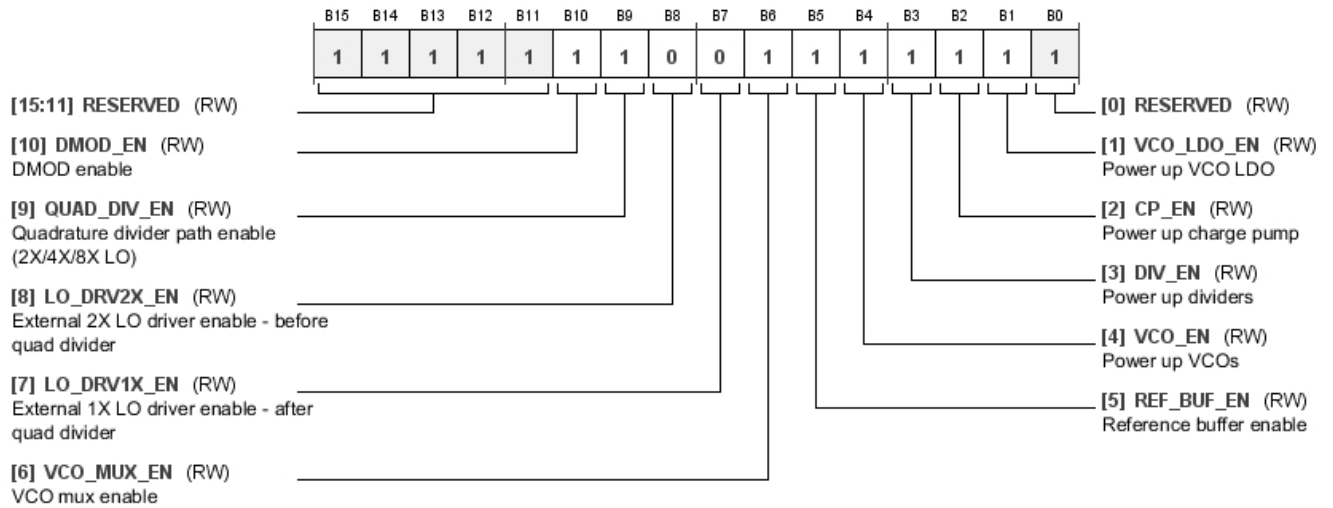 B15 B14 B13 B12 B11 B10 B9 B8 B7 B6 B5 B4 B3 B2 B1 B0
1 1 1 1 1 1 1 0 0 1 1 1 1 1 1 1
[15:11] RESERVED (RW)
[10] DMOD_EN (RW)
DMOD enable
[9] QUAD_DIV_EN (RW)
Quadrature divider path enable
(2X/4X/8X LO)
[8] LO_DRV2X_EN (RW)
External 2X LO driver enable - before
quad divider
[7] LO_DRV1X_EN (RW)
External 1X LO driver enable - after
quad divider
[6] VCO_MUX_EN (RW)
VCO mux enable
[0] RESERVED (RW)
[1] VCO_LDO_EN (RW)
Power up VCO LDO
[2] CP_EN (RW)
Power up charge pump
[3] DIV_EN (RW)
Power up dividers
[4] VCO_EN (RW)
Power up VCOs
[5] REF_BUF_EN (RW)
Reference buffer enable